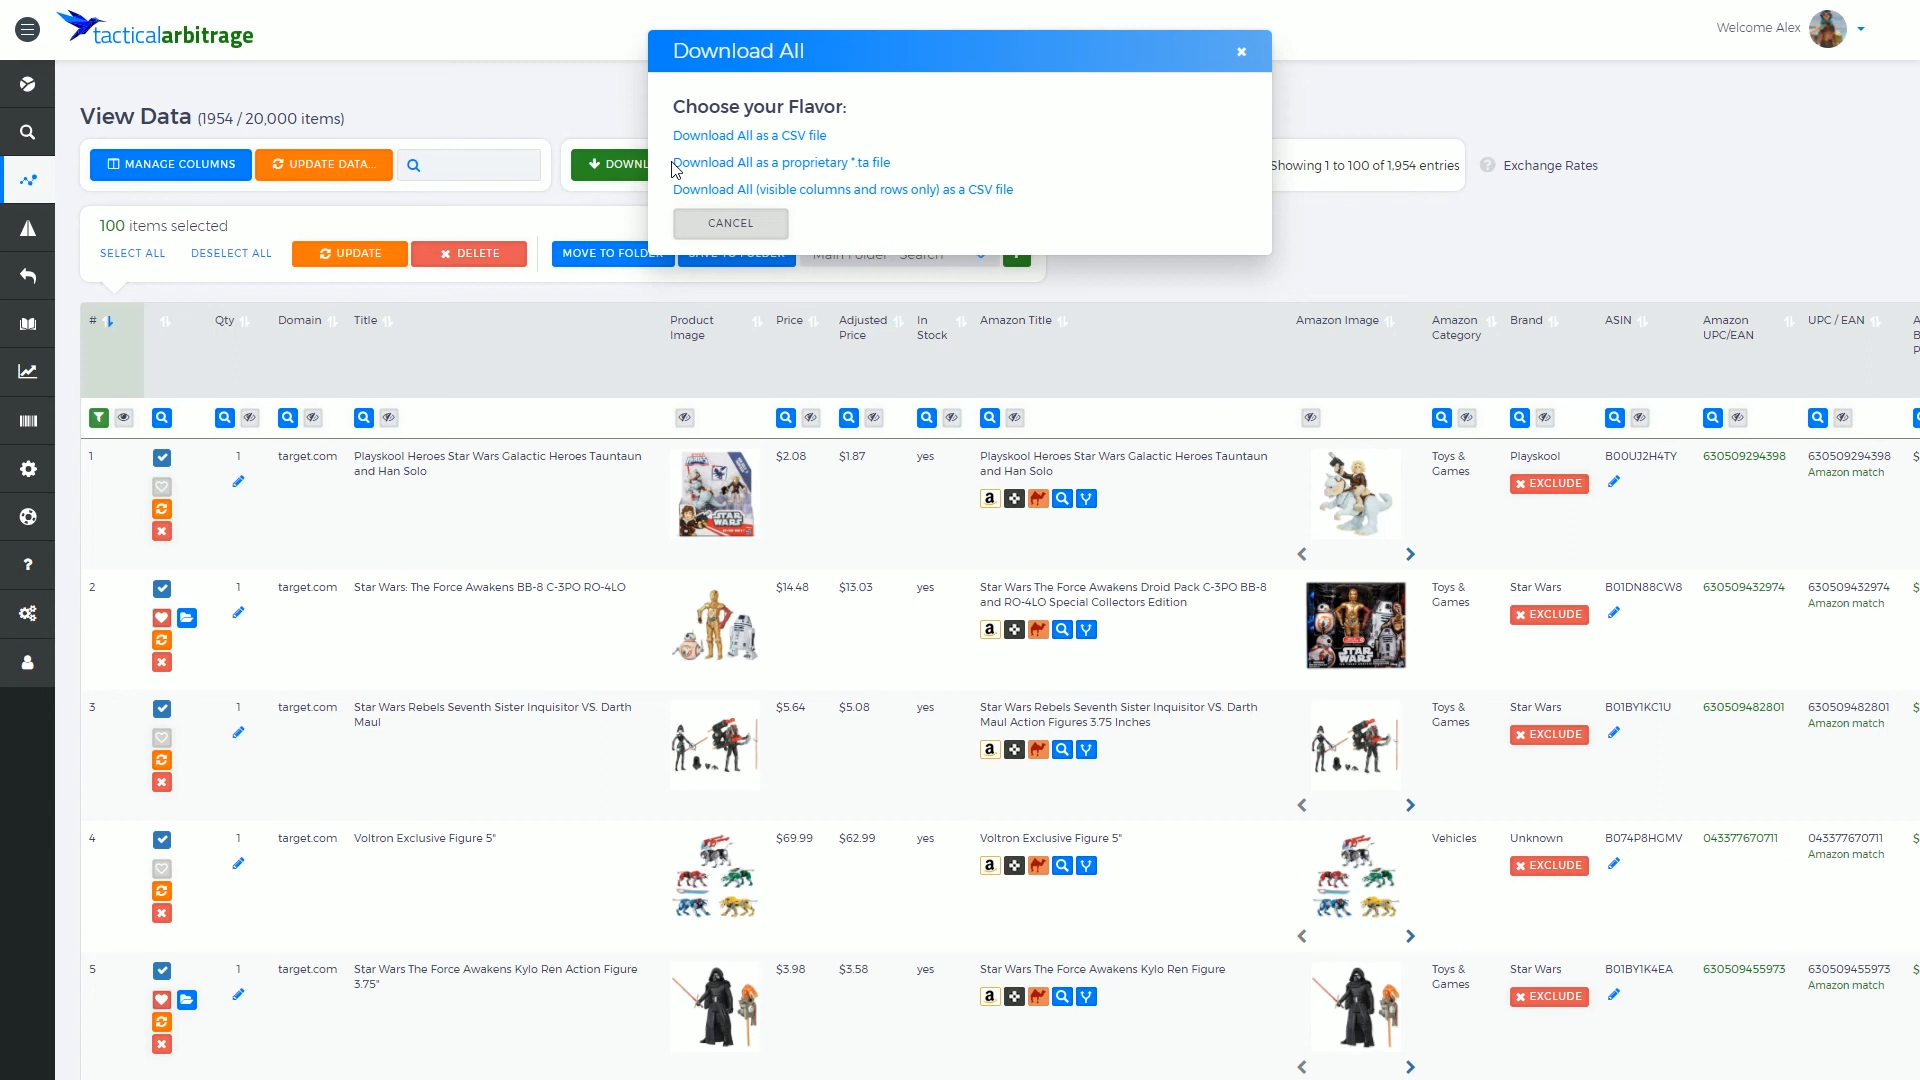 tacticalarbitrage
Welcome Alex
Download All
Choose your Flavor:
Download All as a CSV file
Download All as a proprietary *.ta file
Download All (visible columns and rows only) as a CSV file
CANCEL
View Data (1954 / 20,000 items)
MANAGE COLUMNS
UPDATE DATA...
DOWNL
Showing 1 to 100 of 1,954 entries
? Exchange Rates
100 items selected
SELECT ALL
DESELECT ALL
UPDATE
DELETE
MOVE TO FOLDER
SAVE TO FOLDER
Main Folder - Search
# Qty Domain Title Product Image Price Adjusted Price In Stock Amazon Title Amazon Image Amazon Category Brand ASIN Amazon UPC/EAN UPC / EAN
1 1 target.com Playskool Heroes Star Wars Galactic Heroes Tauntaun and Han Solo $2.08 $1.87 yes Playskool Heroes Star Wars Galactic Heroes Tauntaun and Han Solo Toys & Games Playskool B00UJ2H4TY 630509294398 630509294398
Amazon match
EXCLUDE
STAR WARS
2 1 target.com Star Wars: The Force Awakens BB-8 C-3PO RO-4LO $14.48 $13.03 yes Star Wars The Force Awakens Droid Pack C-3PO BB-8 and RO-4LO Special Collectors Edition Toys & Games Star Wars B01DN88CW8 630509432974 630509432974
Amazon match
EXCLUDE
STAR WARS
3 1 target.com Star Wars Rebels Seventh Sister Inquisitor VS. Darth Maul $5.64 $5.08 yes Star Wars Rebels Seventh Sister Inquisitor VS. Darth Maul Action Figures 3.75 Inches Toys & Games Star Wars B01BY1KC1U 630509482801 630509482801
Amazon match
EXCLUDE
4 1 target.com Voltron Exclusive Figure 5" $69.99 $62.99 yes Voltron Exclusive Figure 5" Vehicles Unknown B074P8HGMV 043377670711 043377670711
Amazon match
EXCLUDE
5 1 target.com Star Wars The Force Awakens Kylo Ren Action Figure 3.75" $3.98 $3.58 yes Star Wars The Force Awakens Kylo Ren Figure Toys & Games Star Wars B01BY1K4EA 630509455973 630509455973
Amazon match
EXCLUDE